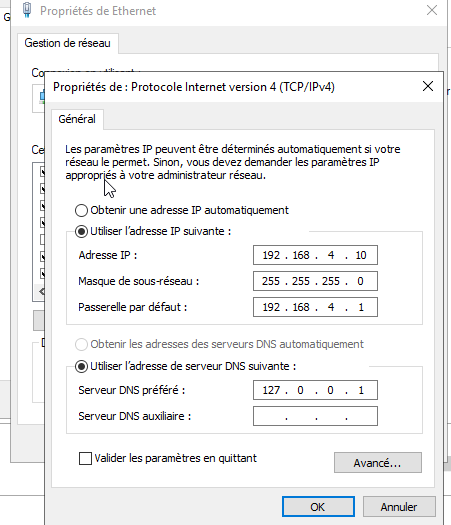 Propriétés de Ethernet
Gestion de réseau
Propriétés de : Protocole Internet version 4 (TCP/IPv4)
Général
Les paramètres IP peuvent être déterminés automatiquement si votre
réseau le permet. Sinon, vous devez demander les paramètres IP
appropriés à votre administrateur réseau.
Obtenir une adresse IP automatiquement
Utiliser l'adresse IP suivante :
Adresse IP : 192 . 168 . 4 . 10
Masque de sous-réseau : 255 . 255 . 255 . 0
Passerelle par défaut : 192 . 168 . 4 . 1
Obtenir les adresses des serveurs DNS automatiquement
Utiliser l'adresse de serveur DNS suivante :
Serveur DNS préféré : 127 . 0 . 0 . 1
Serveur DNS auxiliaire : . . .
Valider les paramètres en quittant
Avancé...
OK
Annuler